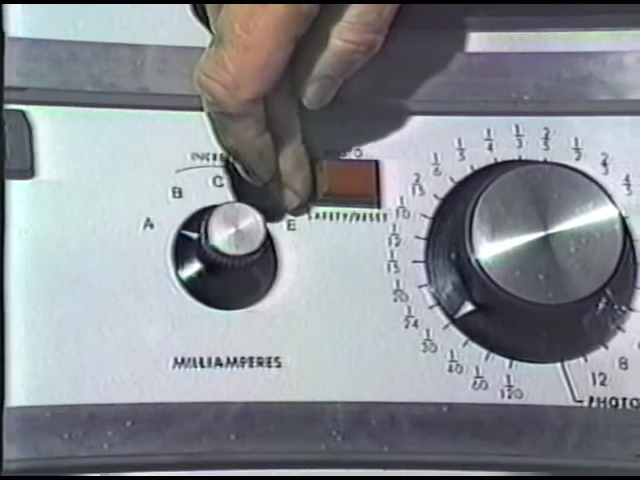 INCRE
C
B
A
E
SAFETY/RESET
MILLIAMPERES
1/6 1/5 1/4 1/3 2/5 1/2 2/3 4/5
2/15
1/10
1/12
1/15
1/20
1/24
1/30
1/40
1/60
1/120
12
8
PHOTO